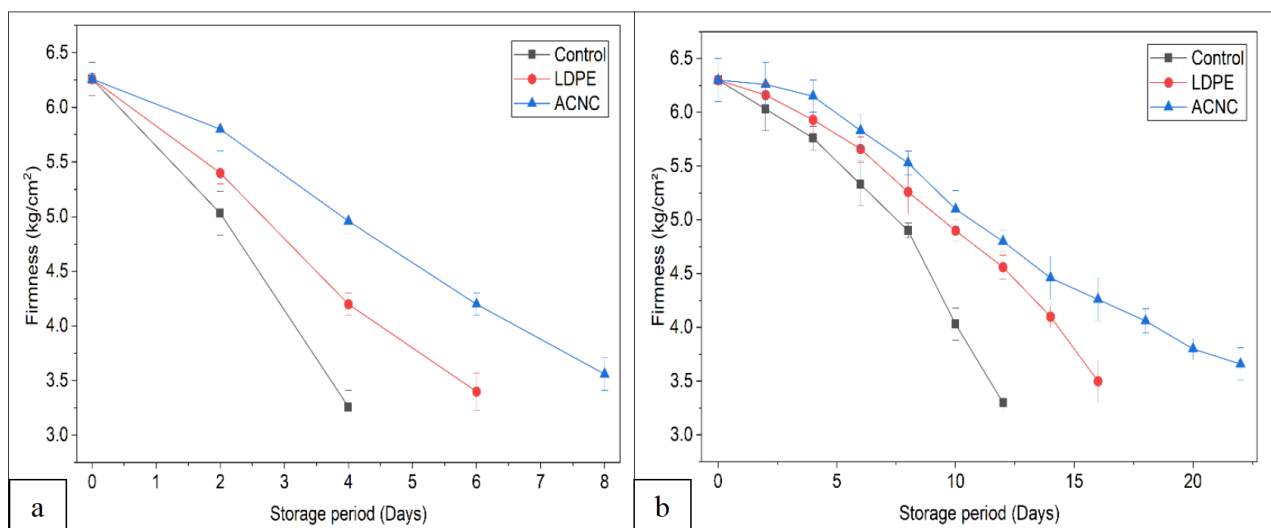 6.5
6.0
5.5
5.0
4.5
4.0
3.5
3.0
Firmness (kg/cm²)
Control
LDPE
ACNC
0 1 2 3 4 5 6 7 8
Storage period (Days)
a
6.5
6.0
5.5
5.0
4.5
4.0
3.5
3.0
Firmness (kg/cm²)
Control
LDPE
ACNC
0 5 10 15 20
Storage period (Days)
b